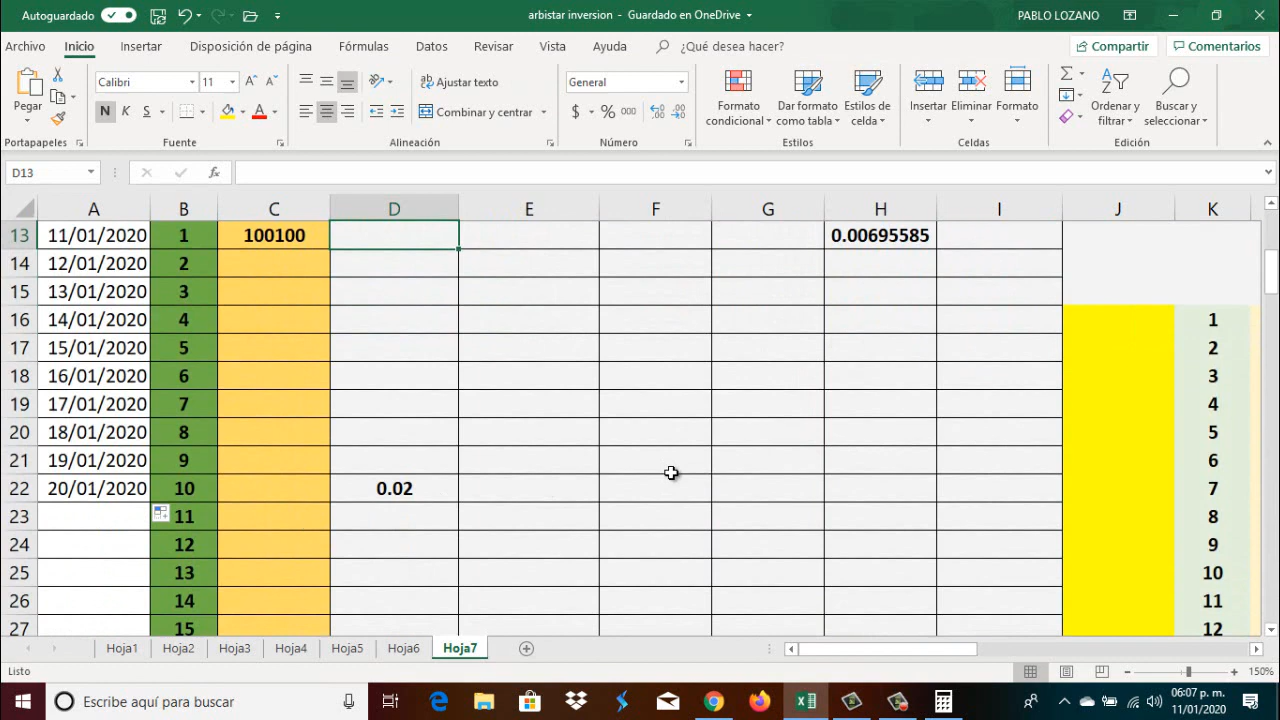 Autoguardado
arbistar inversion - Guardado en OneDrive
PABLO LOZANO
Archivo Inicio Insertar Disposición de página Fórmulas Datos Revisar Vista Ayuda ¿Qué desea hacer? Compartir Comentarios
Pegar
Calibri 11
N K S
Ajustar texto
Combinar y centrar
General
$ % 000
Formato condicional
Dar formato como tabla
Estilos de celda
Insertar Eliminar Formato
Ordenar y filtrar
Buscar y seleccionar
Portapapeles Fuente Alineación Número Estilos Celdas Edición
D13 fx
A B C D E F G H I J K
13 11/01/2020 1 100100 0.00695585
14 12/01/2020 2
15 13/01/2020 3
16 14/01/2020 4 1
17 15/01/2020 5 2
18 16/01/2020 6 3
19 17/01/2020 7 4
20 18/01/2020 8 5
21 19/01/2020 9 6
22 20/01/2020 10 0.02 7
23 11 8
24 12 9
25 13 10
26 14 11
27 15 12
Hoja1 Hoja2 Hoja3 Hoja4 Hoja5 Hoja6 Hoja7
Listo 150%
Escribe aquí para buscar
06:07 p. m.
11/01/2020